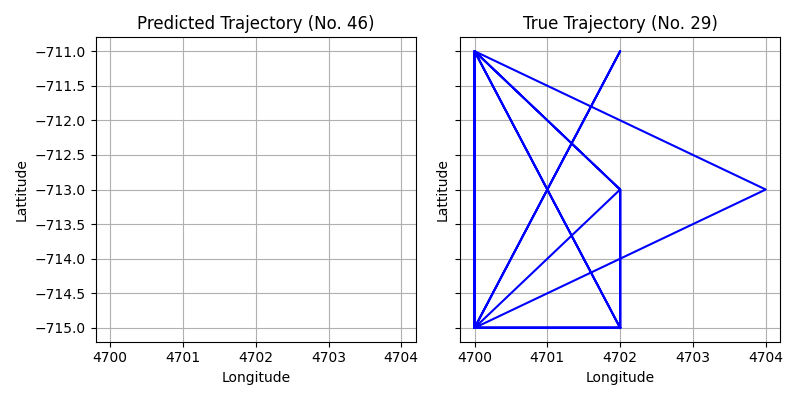 Predicted Trajectory (No. 46)
True Trajectory (No. 29)
Lattitude
−711.0
−711.5
−712.0
−712.5
−713.0
−713.5
−714.0
−714.5
−715.0
4700 4701 4702 4703 4704
Longitude
Lattitude
4700 4701 4702 4703 4704
Longitude